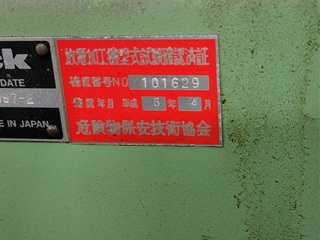 ck
DATE
997-2
E IN JAPAN
放電加工機型式試験確認済証
確認番号NO 101629
確認年月 平成 6年 4月
危険物保安技術協会